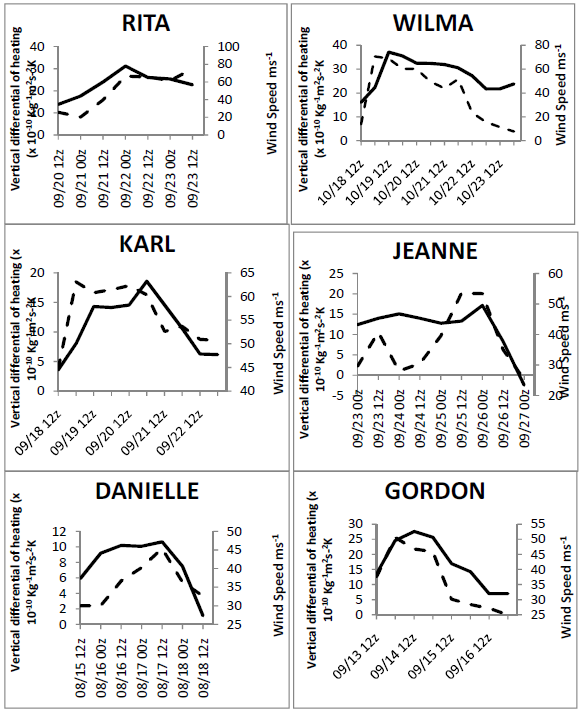 RITA
Vertical differential of heating
(x 10-10 Kg-1m2s-2K
40
30
20
10
0
100
80
60
40
20
0
Wind Speed ms-1
09/20 12z
09/21 00z
09/21 12z
09/22 00z
09/22 12z
09/23 00z
09/23 12z
WILMA
Vertical differential of heating
(x 10-10 Kg-1m2s-2K
40
30
20
10
0
80
60
40
20
0
Wind Speed ms-1
10/18 12z
10/19 12z
10/20 12z
10/21 12z
10/22 12z
10/23 12z
KARL
Vertical differential of heating (x
10-10 Kg-1m2s-2K
20
15
10
5
0
65
60
55
50
45
40
Wind Speed ms-1
09/18 12z
09/19 12z
09/20 12z
09/21 12z
09/22 12z
JEANNE
Vertical differential of heating (x
10-10 Kg-1m2s-2K
25
20
15
10
5
0
-5
60
50
40
30
20
Wind Speed ms-1
09/23 00z
09/23 12z
09/24 00z
09/24 12z
09/25 00z
09/25 12z
09/26 00z
09/26 12z
09/27 00z
DANIELLE
Vertical differential of heating (x
10-10 Kg-1m2s-2K
12
10
8
6
4
2
0
50
45
40
35
30
25
Wind Speed ms-1
08/15 12z
08/16 00z
08/16 12z
08/17 00z
08/17 12z
08/18 00z
08/18 12z
GORDON
Vertical differential of heating (x
10-10 Kg-1m2s-2K
30
25
20
15
10
5
0
55
50
45
40
35
30
25
Wind Speed ms-1
09/13 12z
09/14 12z
09/15 12z
09/16 12z